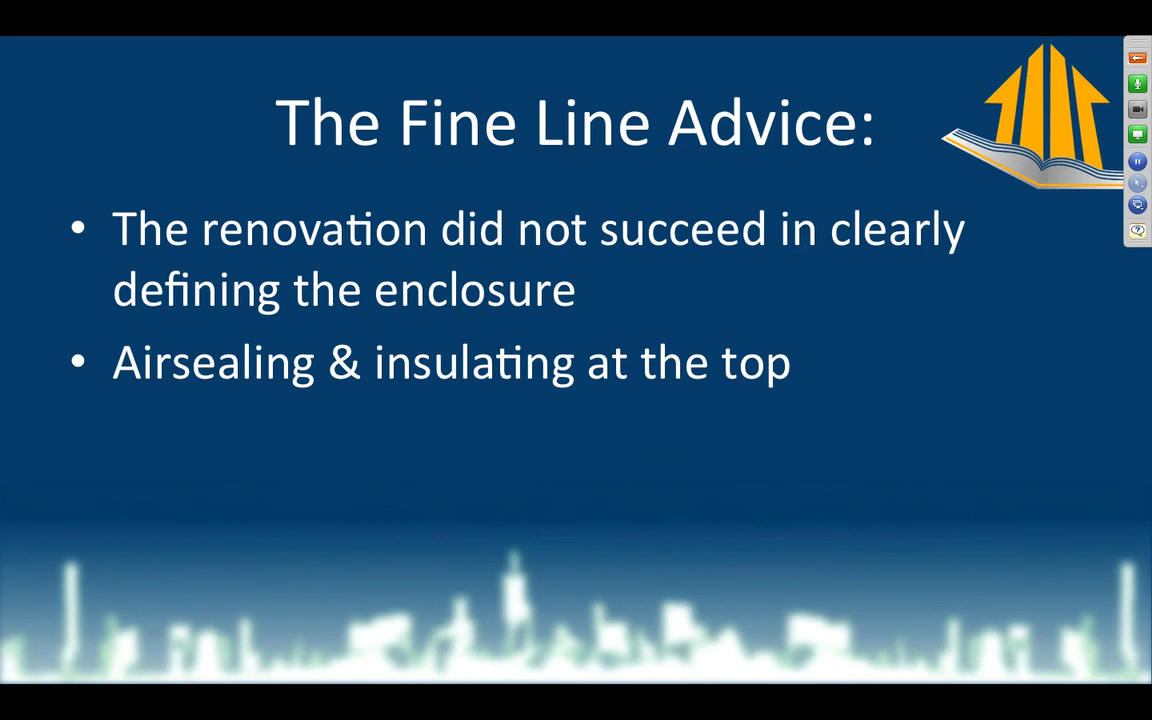 The Fine Line Advice:
• The renovation did not succeed in clearly
defining the enclosure
• Airsealing & insulating at the top